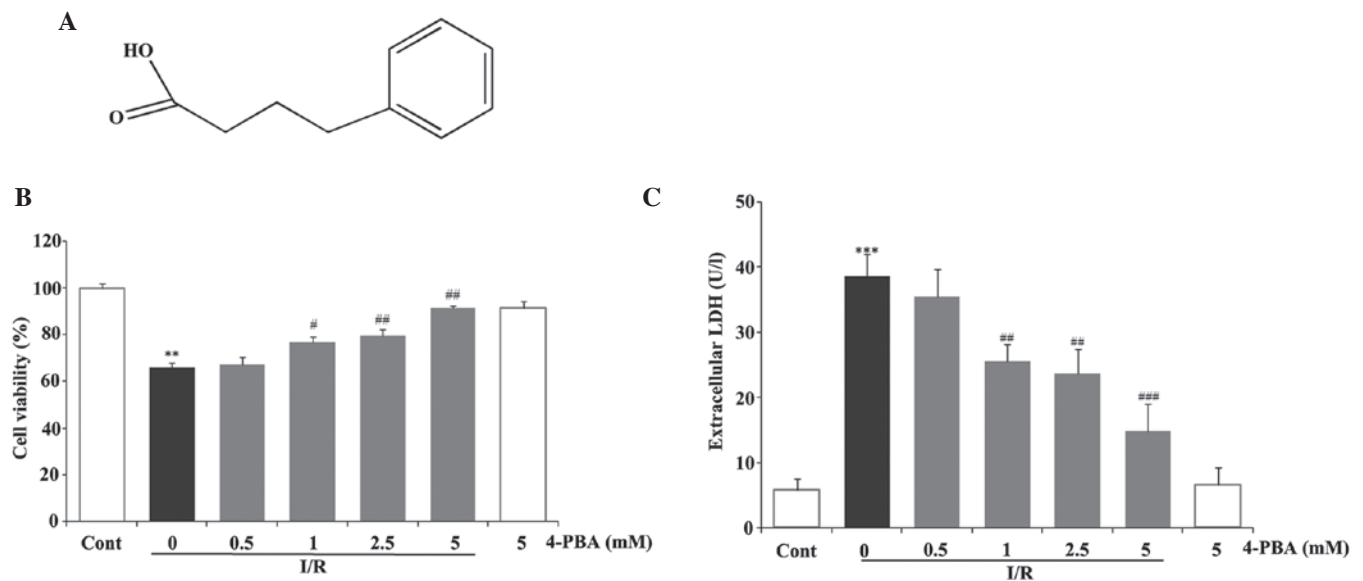 A
HO
O
B
C
Cell viability (%)
120
100
80
60
40
20
0
**
#
##
##
Cont 0 0.5 1 2.5 5 5 4-PBA (mM)
I/R
Extracellular LDH (U/l)
50
40
30
20
10
0
***
##
##
###
Cont 0 0.5 1 2.5 5 5 4-PBA (mM)
I/R